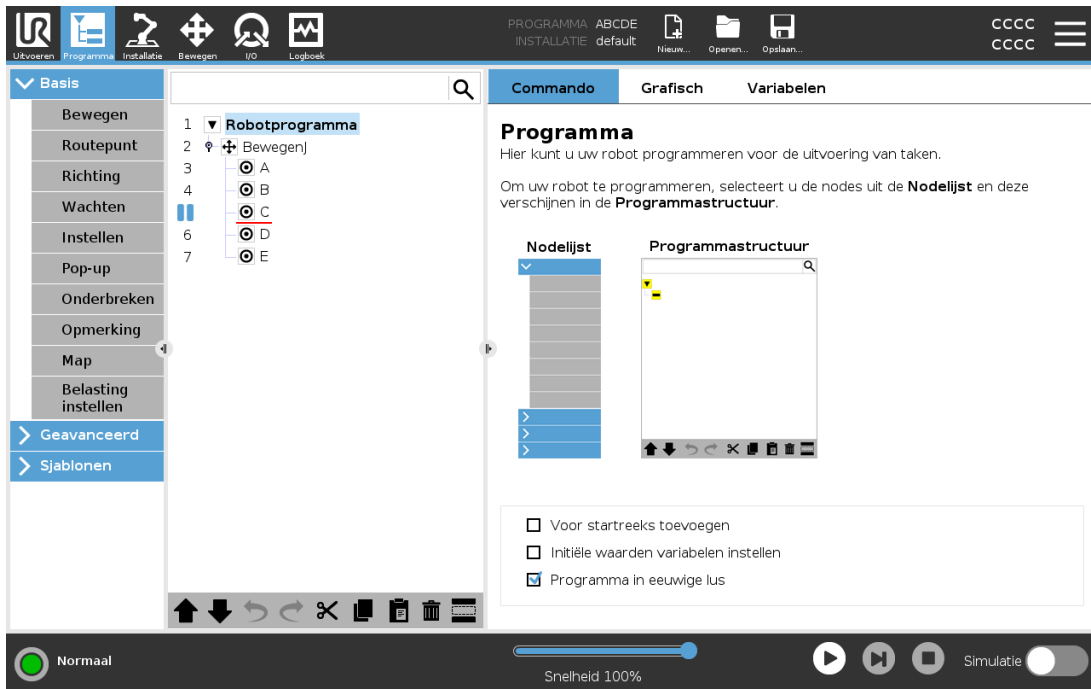 UR
PROGRAMMA ABCDE
INSTALLATIE default
Uitvoeren Programma Installatie Bewegen I/O Logboek
Nieuw... Openen... Opslaan...
CCCC
CCCC
Basis
Bewegen
Routepunt
Richting
Wachten
Instellen
Pop-up
Onderbreken
Opmerking
Map
Belasting
instellen
Geavanceerd
Sjablonen
1 Robotprogramma
2 BewegenJ
3 A
4 B
C
6 D
7 E
Commando Grafisch Variabelen
Programma
Hier kunt u uw robot programmeren voor de uitvoering van taken.
Om uw robot te programmeren, selecteert u de nodes uit de Nodelijst en deze
verschijnen in de Programmastructuur.
Nodelijst Programmastructuur
Voor startreeks toevoegen
Initiële waarden variabelen instellen
Programma in eeuwige lus
Normaal
Snelheid 100%
Simulatie